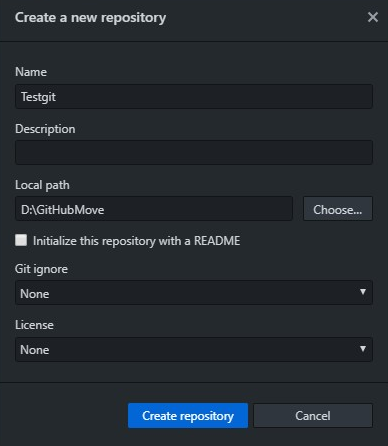 Create a new repository
Name
Testgit
Description
Local path
D:\GitHubMove
Choose...
Initialize this repository with a README
Git ignore
None
License
None
Create repository
Cancel